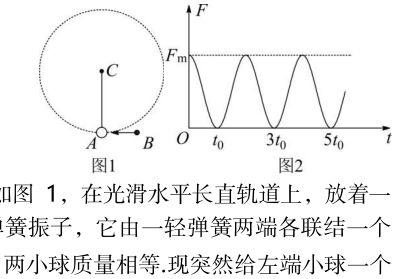 F
Fm
C
A
B
O
t0
3t0
5t0
t
图1
图2
如图 1，在光滑水平长直轨道上，放着一
弹簧振子，它由一轻弹簧两端各联结一个
两小球质量相等.现突然给左端小球一个